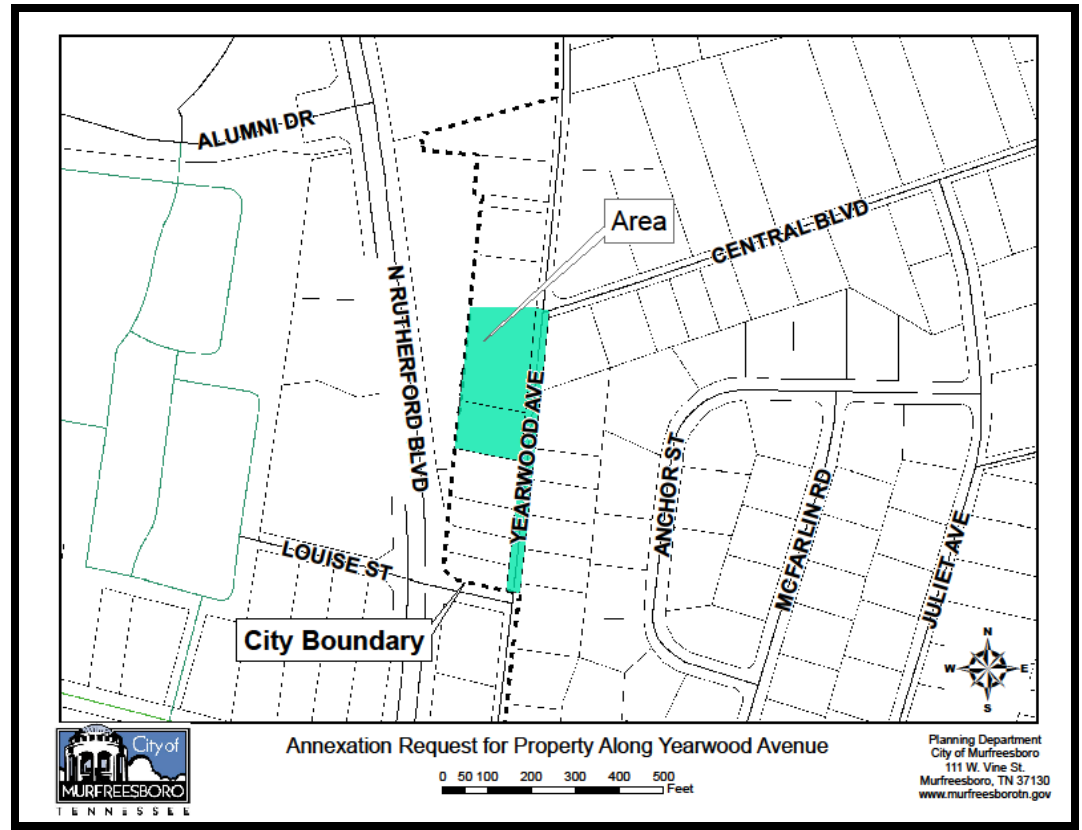 ALUMNI DR
Area
CENTRAL BLVD
N RUTHERFORD BLVD
YEARWOOD AVE
ANCHOR ST
MCFARLIN RD
JULIET AVE
LOUISE ST
City Boundary
N
W E
S
City of
MURFREESBORO
TENNESSEE
Annexation Request for Property Along Yearwood Avenue
0 50 100 200 300 400 500
Feet
Planning Department
City of Murfreesboro
111 W. Vine St.
Murfreesboro, TN 37130
www.murfreesborotn.gov